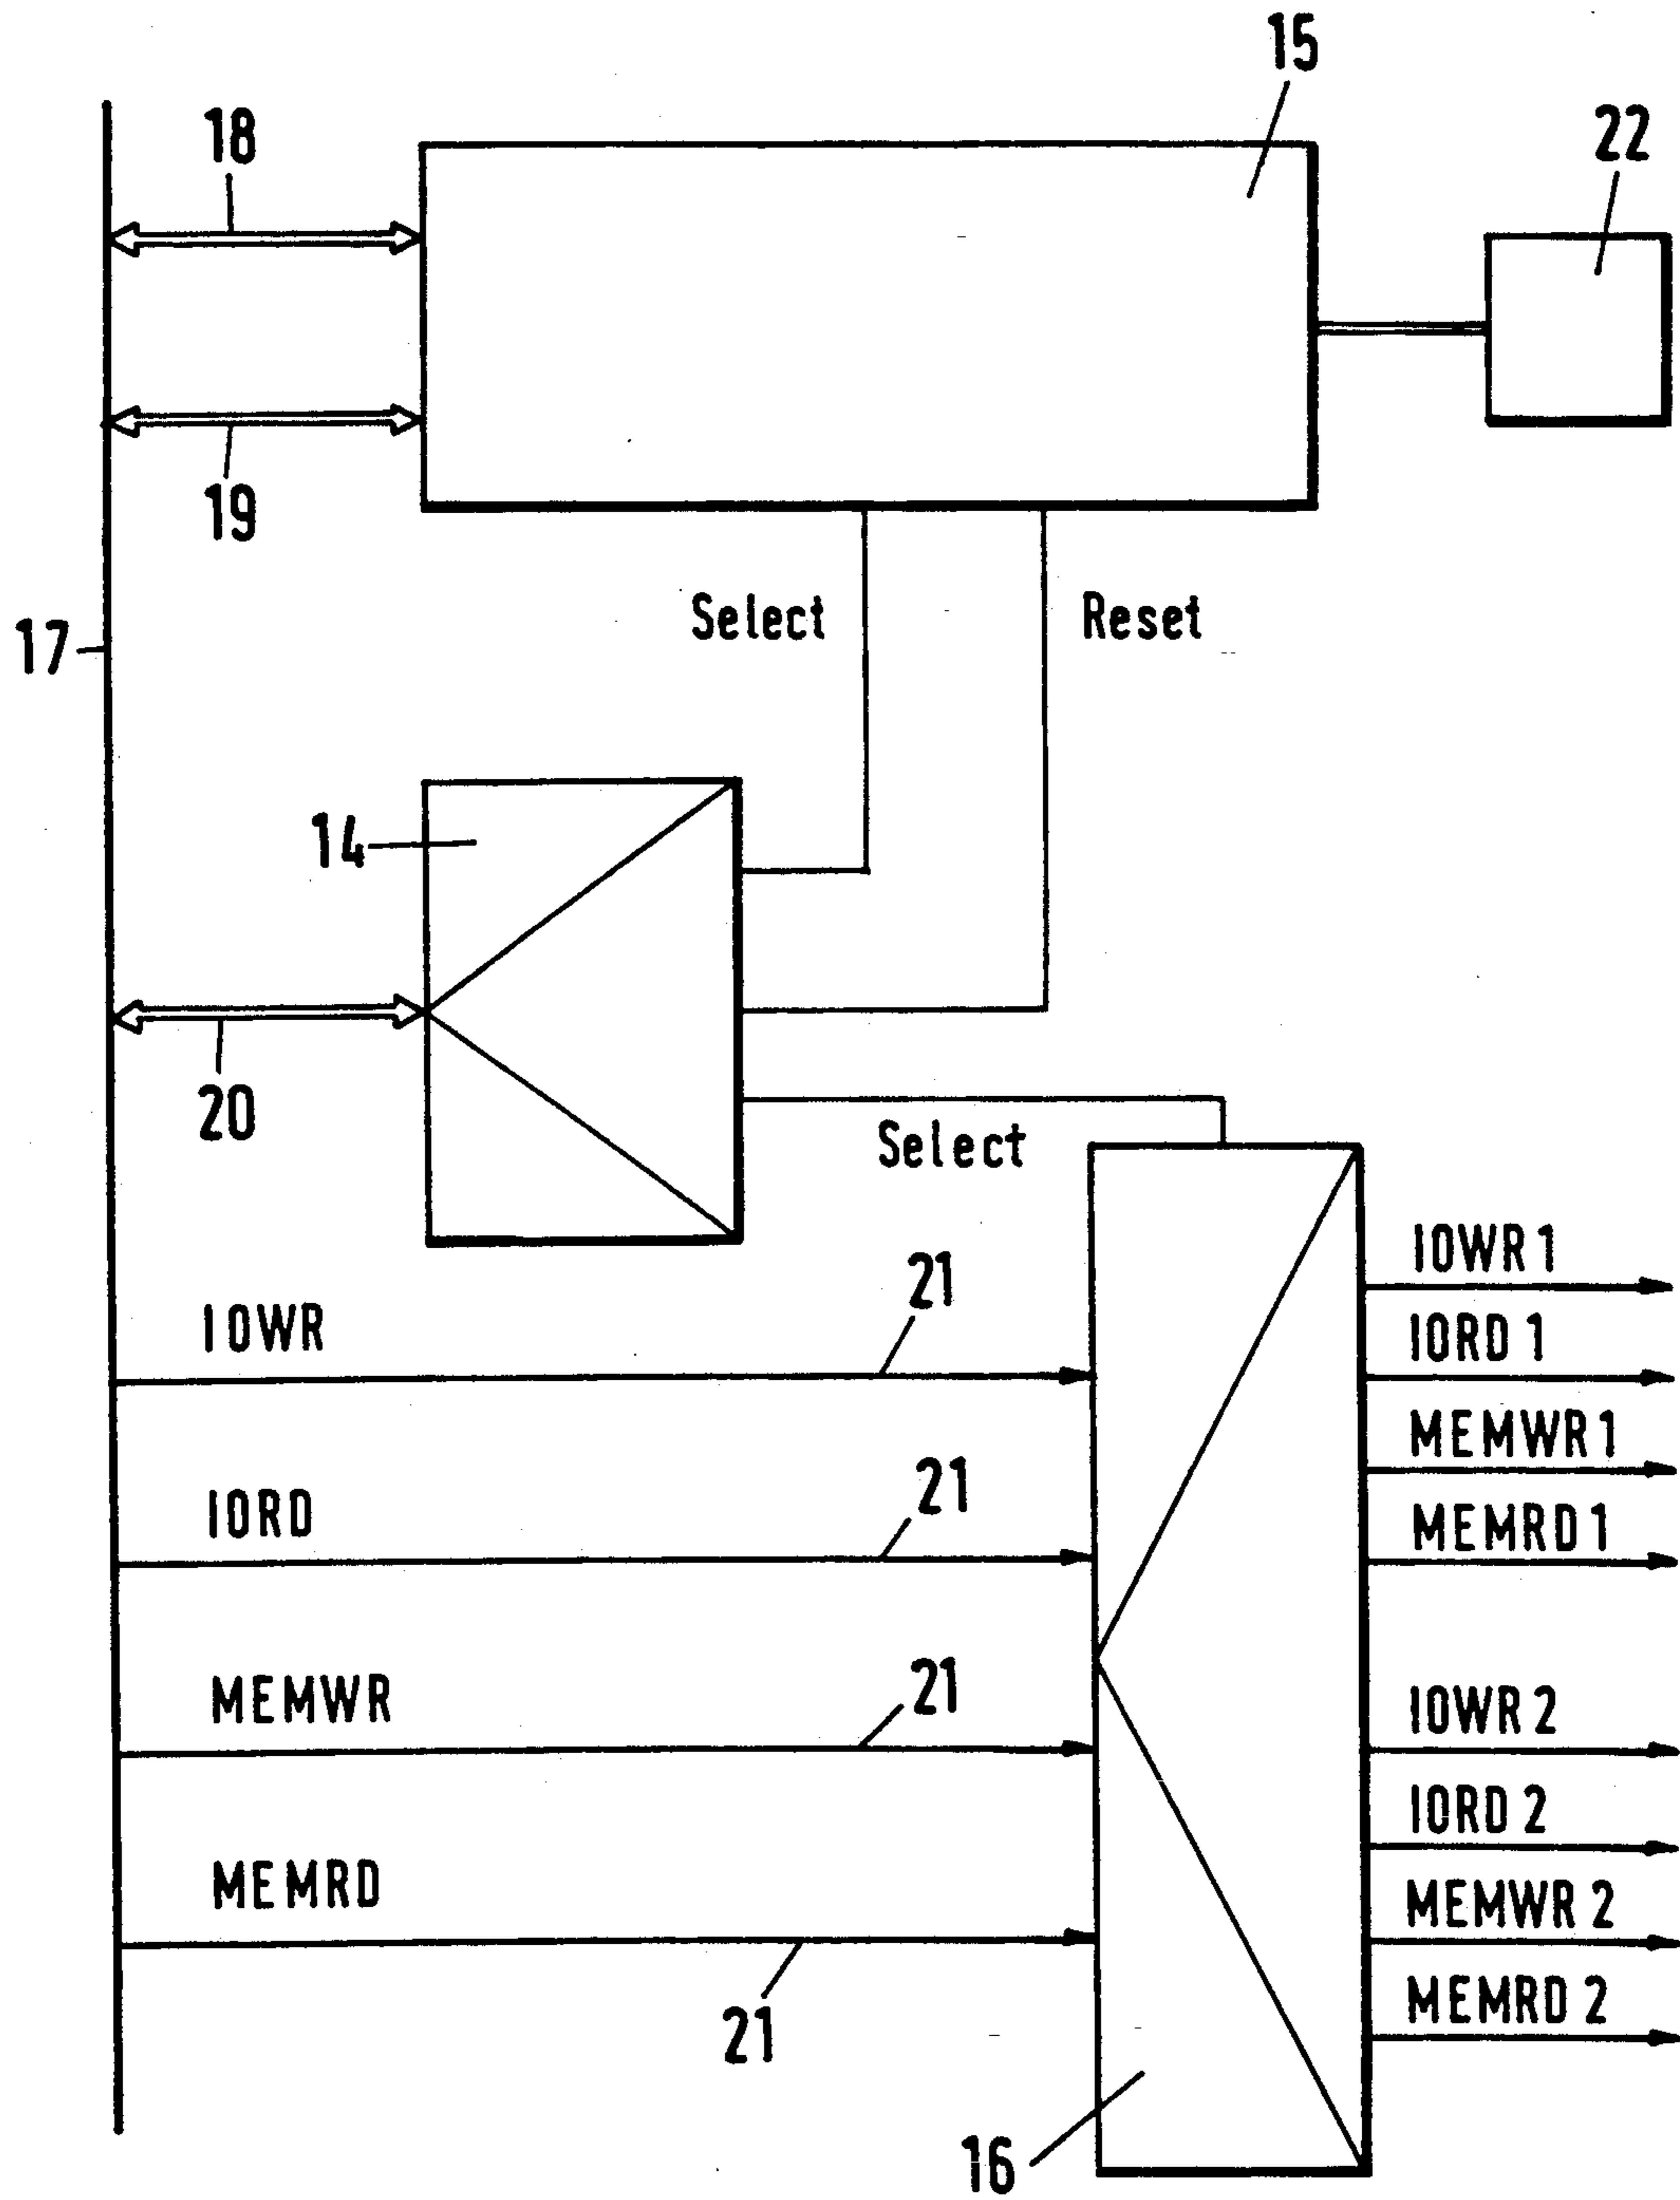 15
22
18
19
Select
Reset
17
14
20
Select
IOWR
21
IORD
21
MEMWR
21
MEMRD
21
16
IOWR 1
IORD 1
MEMWR 1
MEMRD 1
IOWR 2
IORD 2
MEMWR 2
MEMRD 2